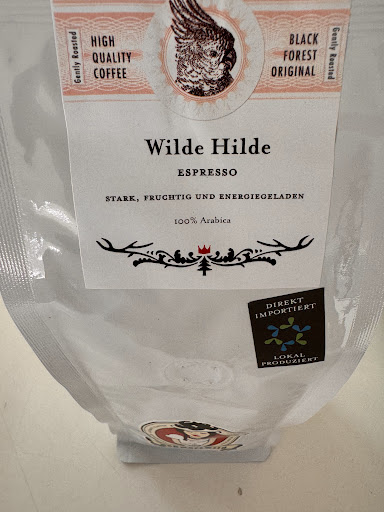 Gently Roasted
HIGH
QUALITY
COFFEE
BLACK
FOREST
ORIGINAL
Gently Roasted
Wilde Hilde
ESPRESSO
STARK, FRUCHTIG UND ENERGIEGELADEN
100% Arabica
DIREKT
IMPORTIERT
LOKAL
PRODUZIERT